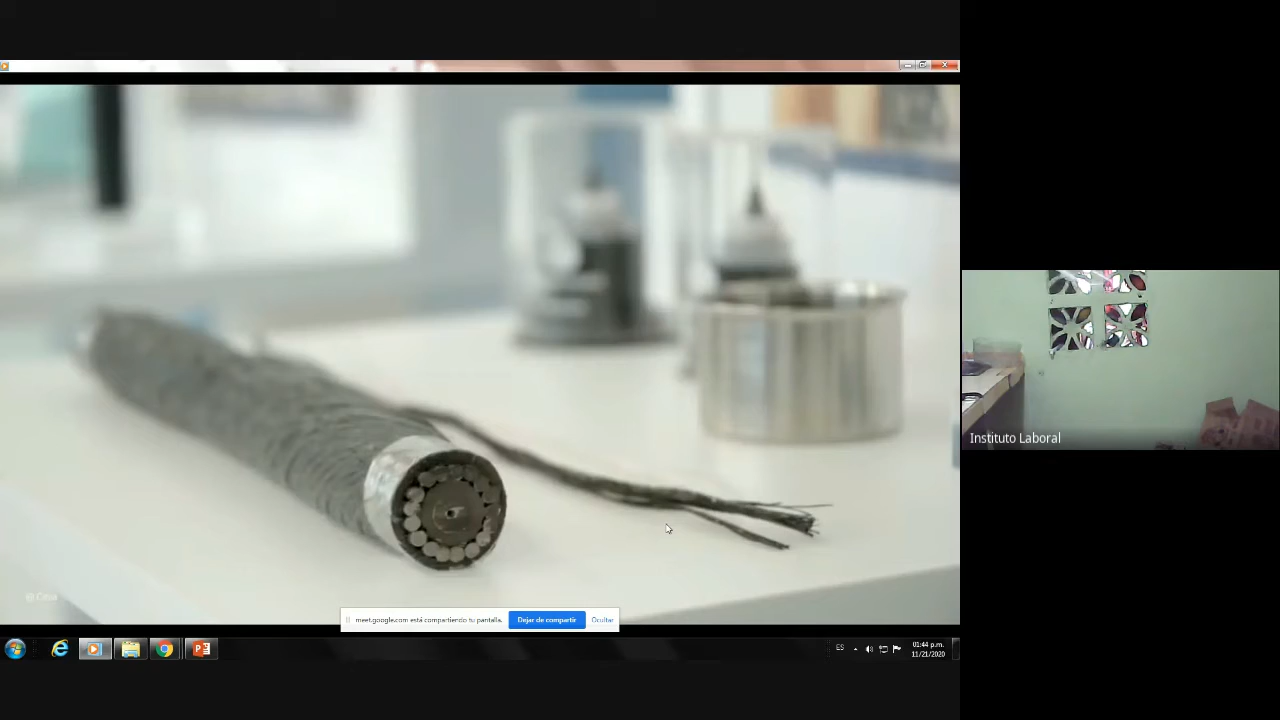 meet.google.com está compartiendo tu pantalla.
Dejar de compartir
Ocultar
ES
01:44 p.m.
11/21/2020
Instituto Laboral